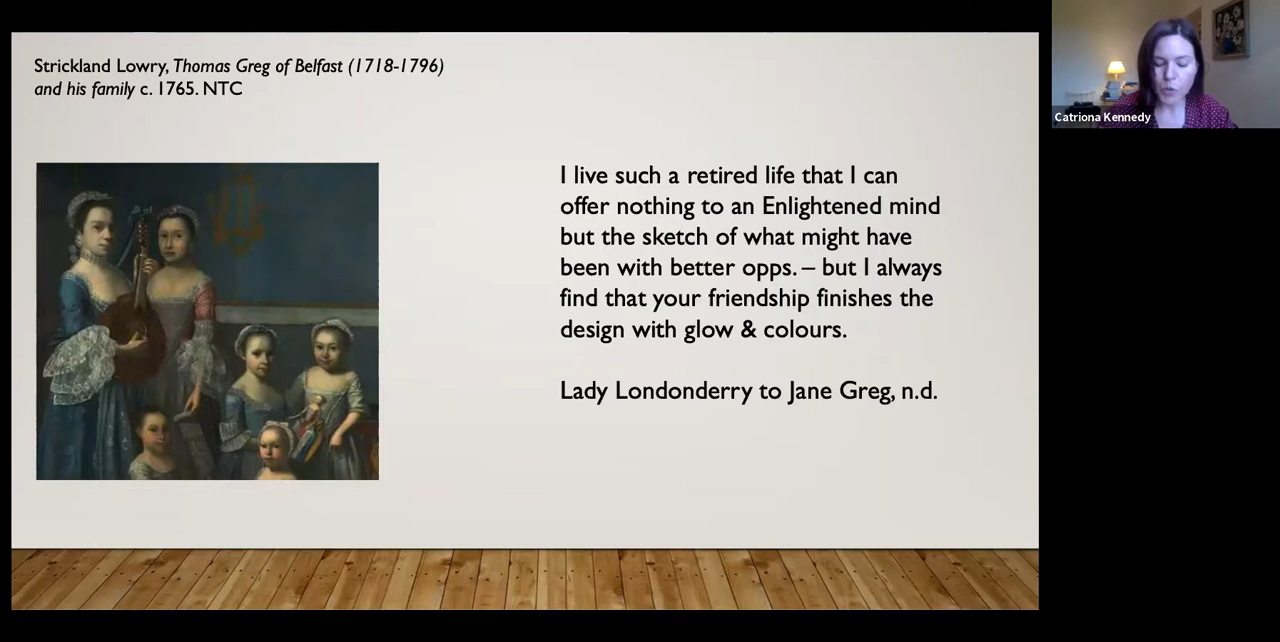 Strickland Lowry, Thomas Greg of Belfast (1718-1796)
and his family c. 1765. NTC
I live such a retired life that I can
offer nothing to an Enlightened mind
but the sketch of what might have
been with better opps. – but I always
find that your friendship finishes the
design with glow & colours.
Lady Londonderry to Jane Greg, n.d.
Catriona Kennedy